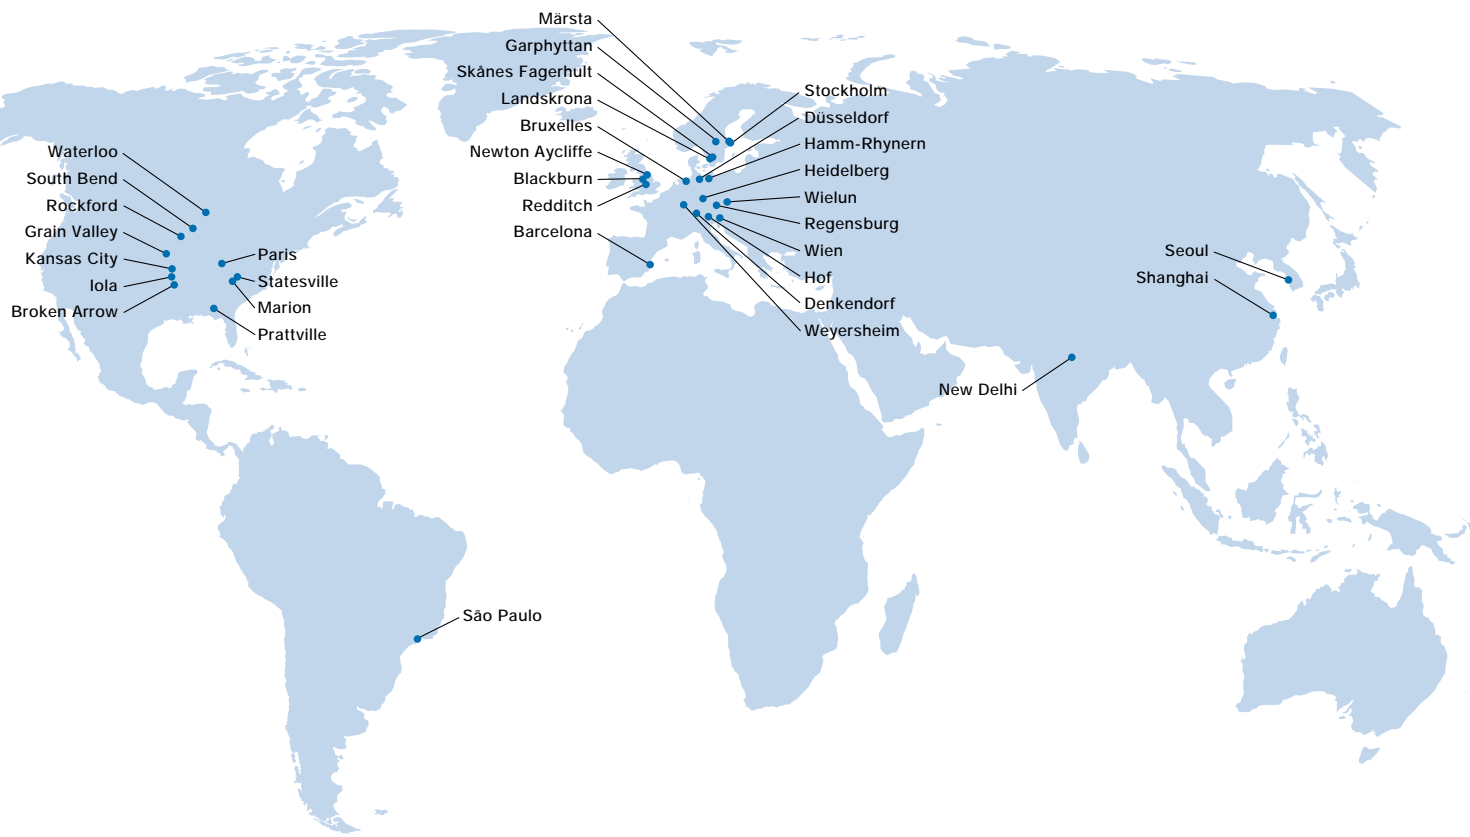 Märsta
Garphyttan
Skånes Fagerhult
Landskrona
Bruxelles
Newton Aycliffe
Blackburn
Redditch
Barcelona
Stockholm
Düsseldorf
Hamm-Rhynern
Heidelberg
Wielun
Regensburg
Wien
Hof
Denkendorf
Weyersheim
Waterloo
South Bend
Rockford
Grain Valley
Kansas City
Iola
Broken Arrow
Paris
Statesville
Marion
Prattville
Seoul
Shanghai
New Delhi
São Paulo